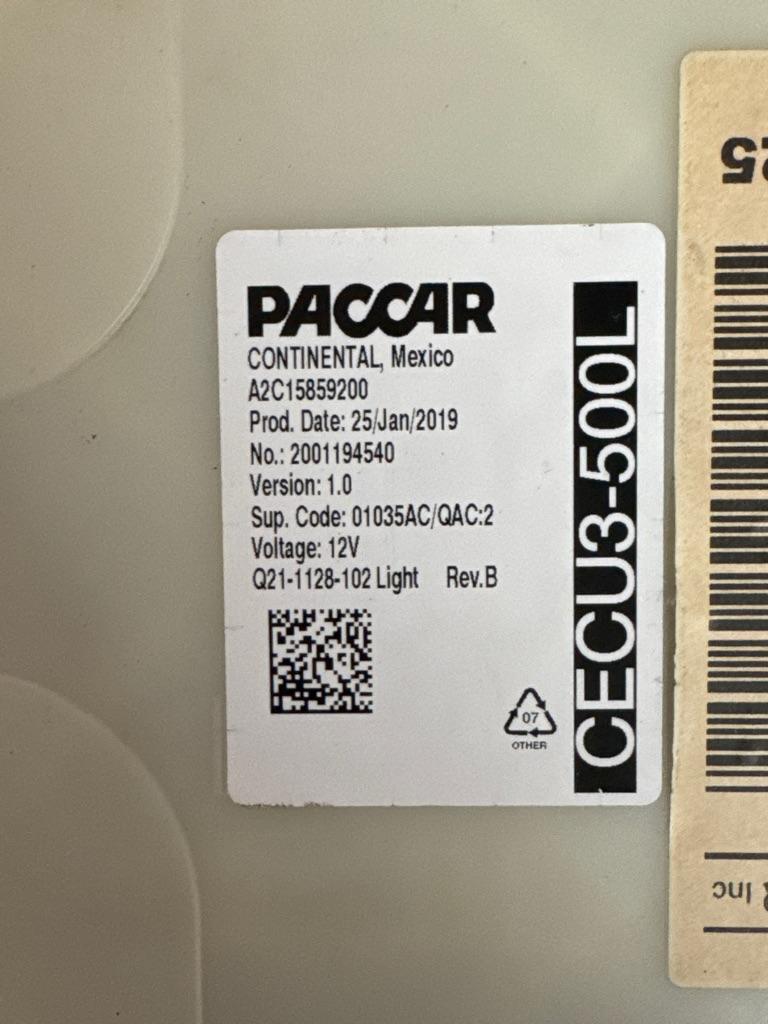 PACCAR
CONTINENTAL, Mexico
A2C15859200
Prod. Date: 25/Jan/2019
No.: 2001194540
Version: 1.0
Sup. Code: 01035AC/QAC:2
Voltage: 12V
Q21-1128-102 Light Rev.B
07
OTHER
CECU3-500L
Inc